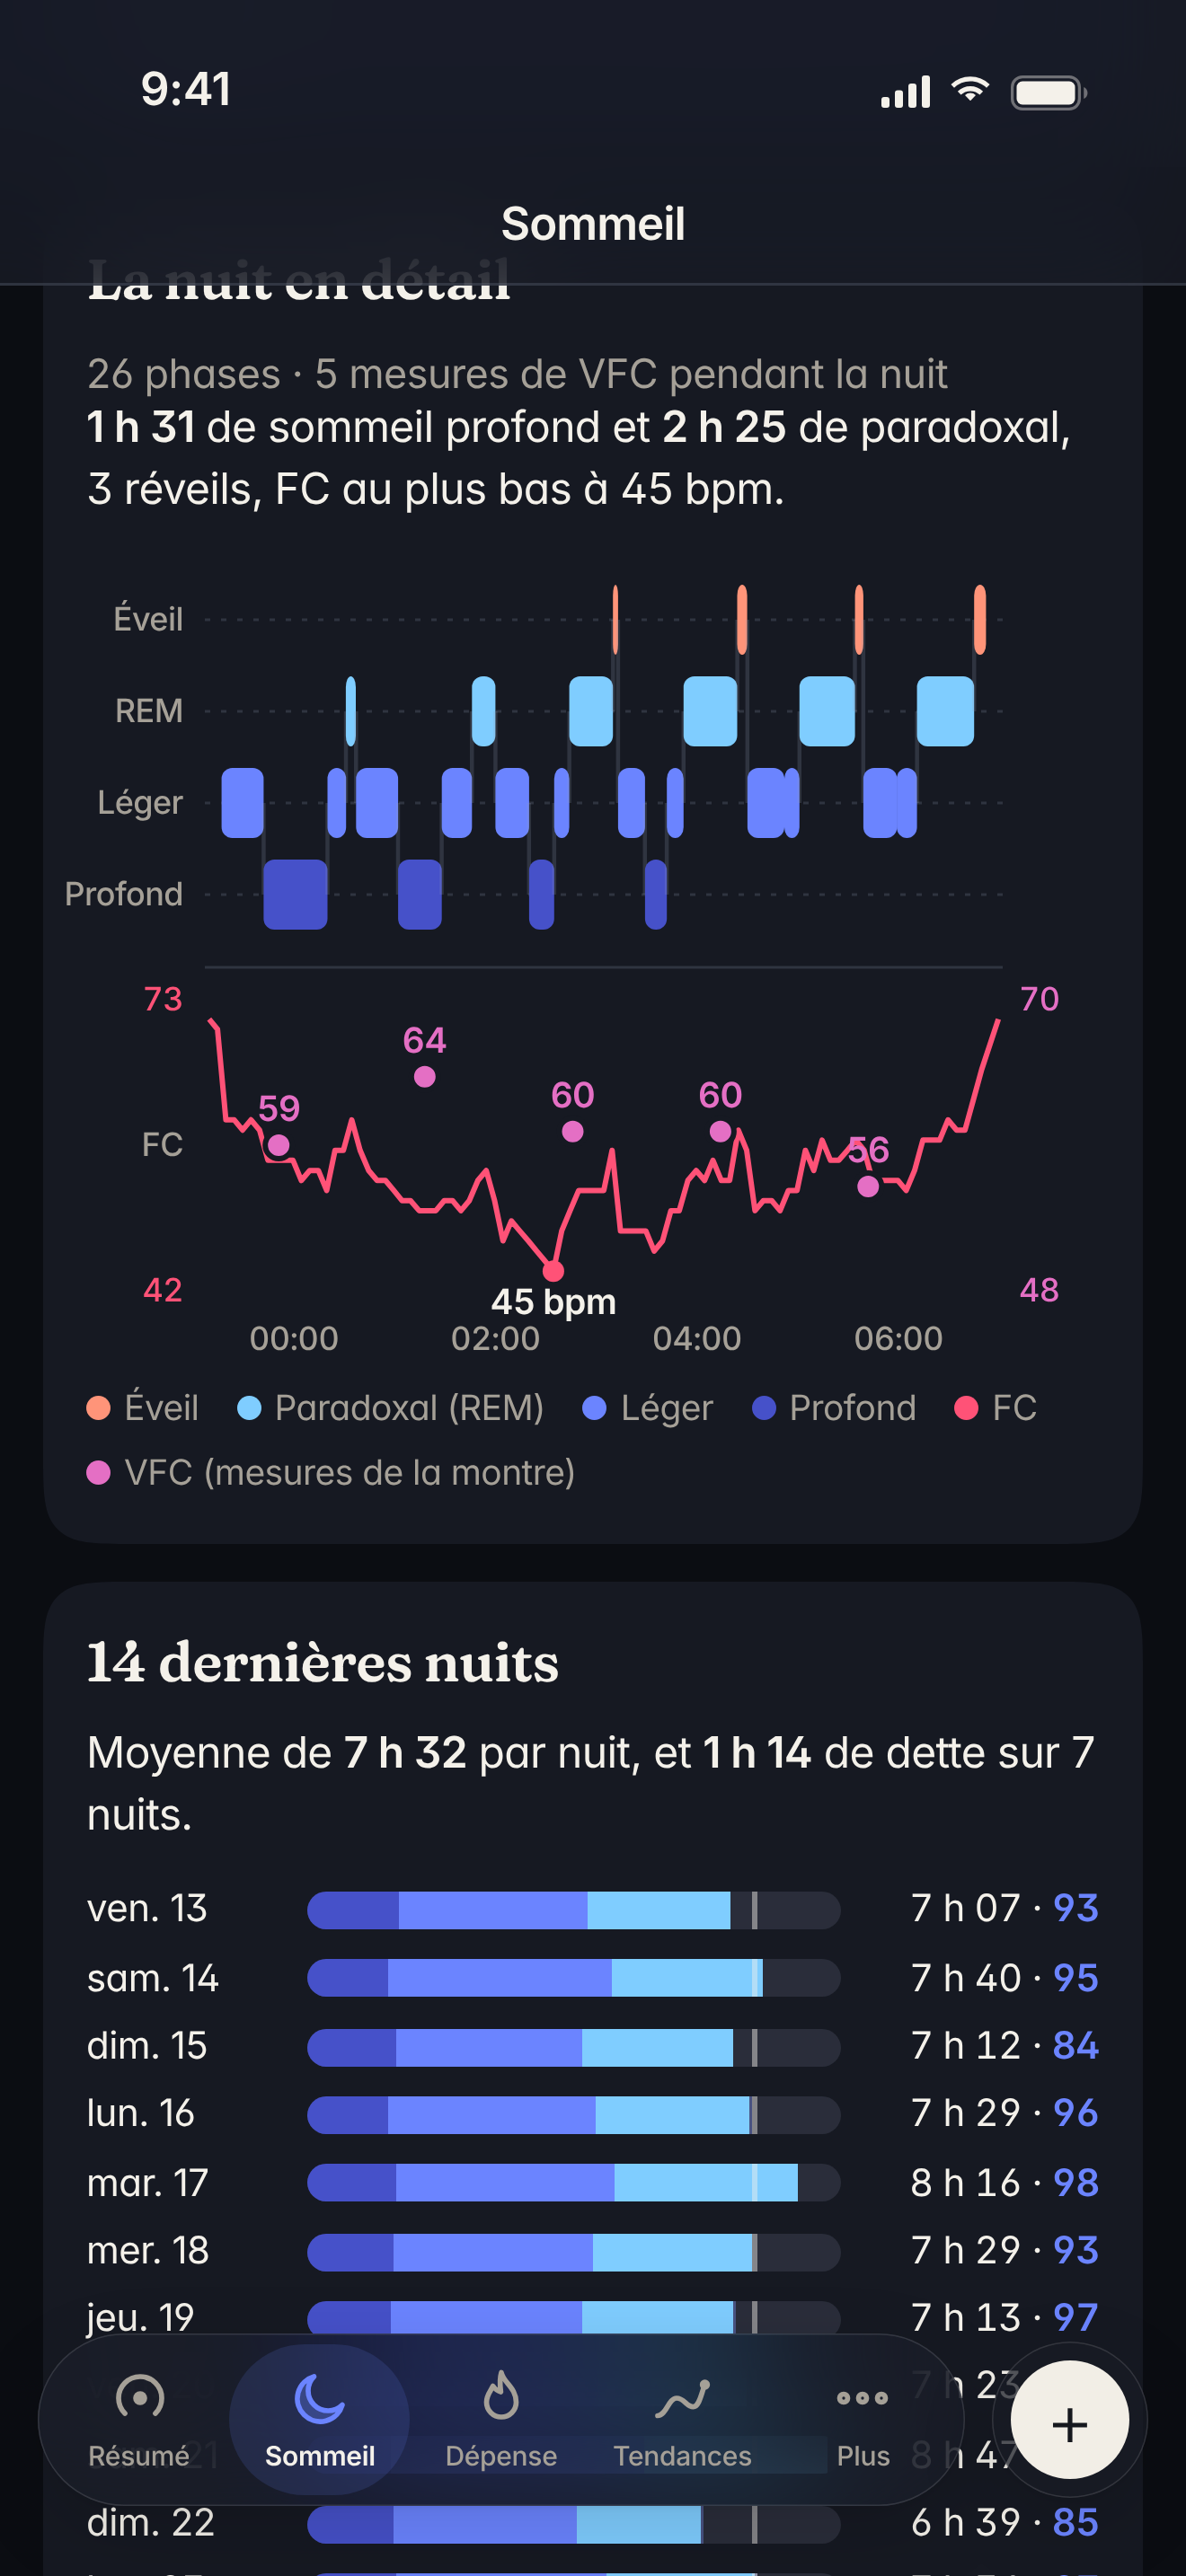 9:41
Sommeil
La nuit en détail
26 phases · 5 mesures de VFC pendant la nuit
1 h 31 de sommeil profond et 2 h 25 de paradoxal,
3 réveils, FC au plus bas à 45 bpm.
Éveil
REM
Léger
Profond
73 70
64
59 60 60
FC 56
42 48
45 bpm
00:00 02:00 04:00 06:00
Éveil Paradoxal (REM) Léger Profond FC
VFC (mesures de la montre)
14 dernières nuits
Moyenne de 7 h 32 par nuit, et 1 h 14 de dette sur 7
nuits.
ven. 13 7 h 07 · 93
sam. 14 7 h 40 · 95
dim. 15 7 h 12 · 84
lun. 16 7 h 29 · 96
mar. 17 8 h 16 · 98
mer. 18 7 h 29 · 93
jeu. 19 7 h 13 · 97
7 h 23
8 h 47
Résumé Sommeil Dépense Tendances Plus
dim. 22 6 h 39 · 85